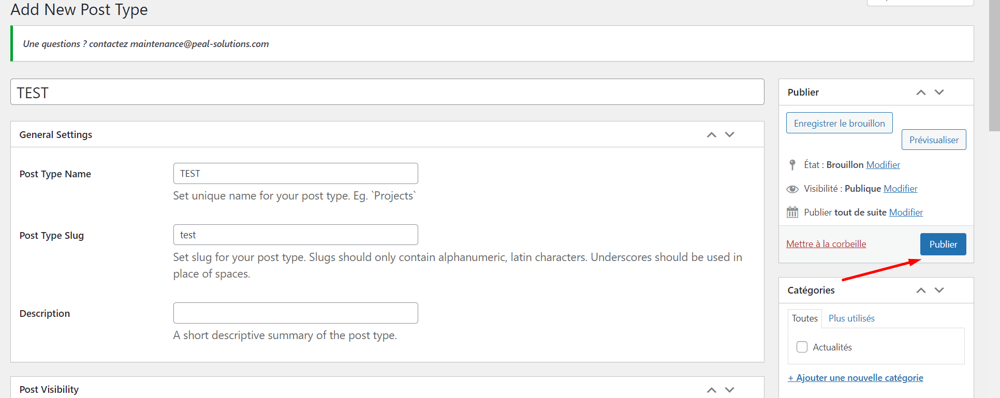 Add New Post Type
Une questions ? contactez maintenance@peal-solutions.com
TEST
General Settings
Post Type Name
TEST
Set unique name for your post type. Eg. `Projects`
Post Type Slug
test
Set slug for your post type. Slugs should only contain alphanumeric, latin characters. Underscores should be used in
place of spaces.
Description
A short descriptive summary of the post type.
Post Visibility
Publier
Enregistrer le brouillon
Prévisualiser
État : Brouillon Modifier
Visibilité : Publique Modifier
Publier tout de suite Modifier
Mettre à la corbeille
Publier
Catégories
Toutes
Plus utilisés
Actualités
+ Ajouter une nouvelle catégorie